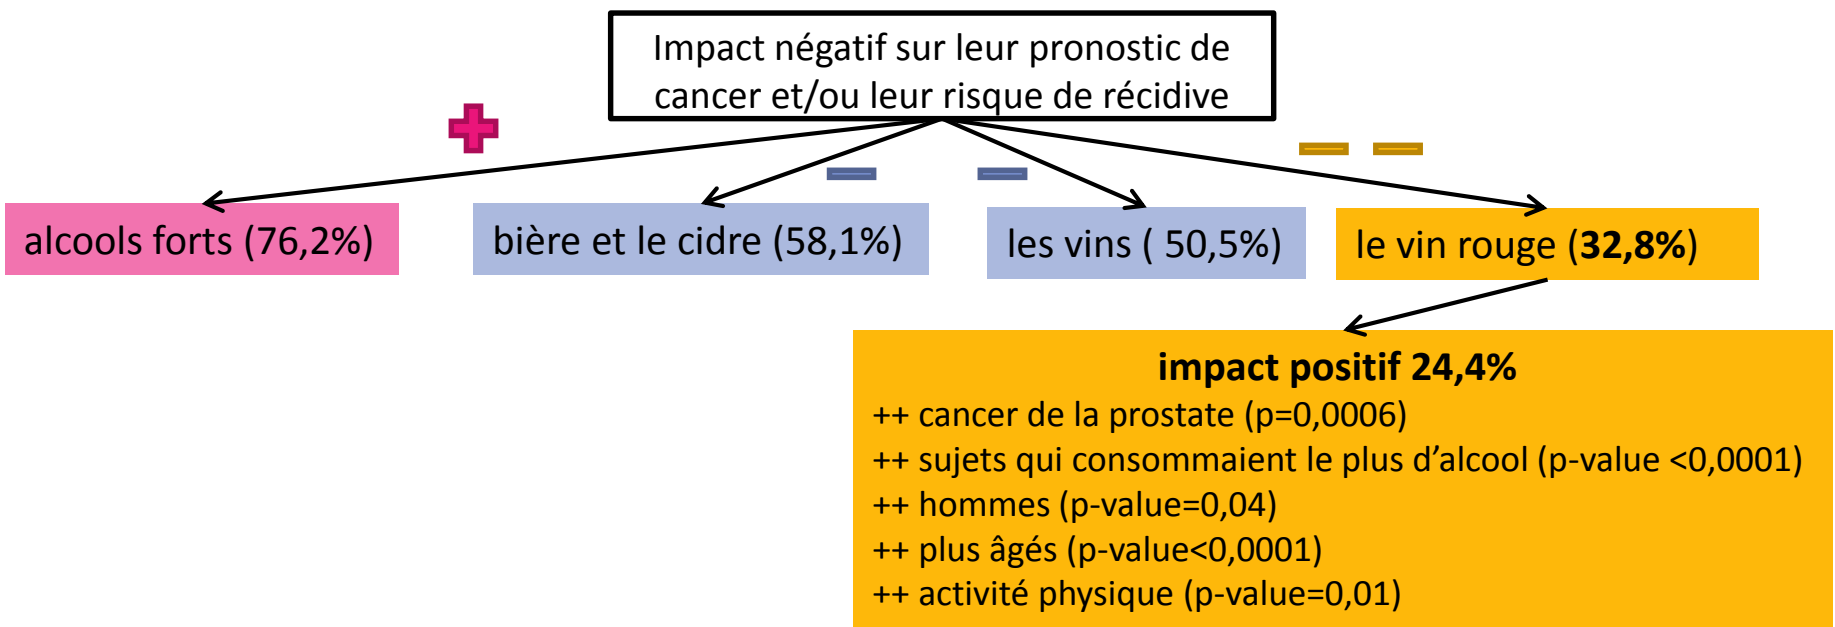 Impact négatif sur leur pronostic de
cancer et/ou leur risque de récidive
alcools forts (76,2%)
bière et le cidre (58,1%)
les vins ( 50,5%)
le vin rouge (32,8%)
impact positif 24,4%
++ cancer de la prostate (p=0,0006)
++ sujets qui consommaient le plus d’alcool (p-value <0,0001)
++ hommes (p-value=0,04)
++ plus âgés (p-value<0,0001)
++ activité physique (p-value=0,01)